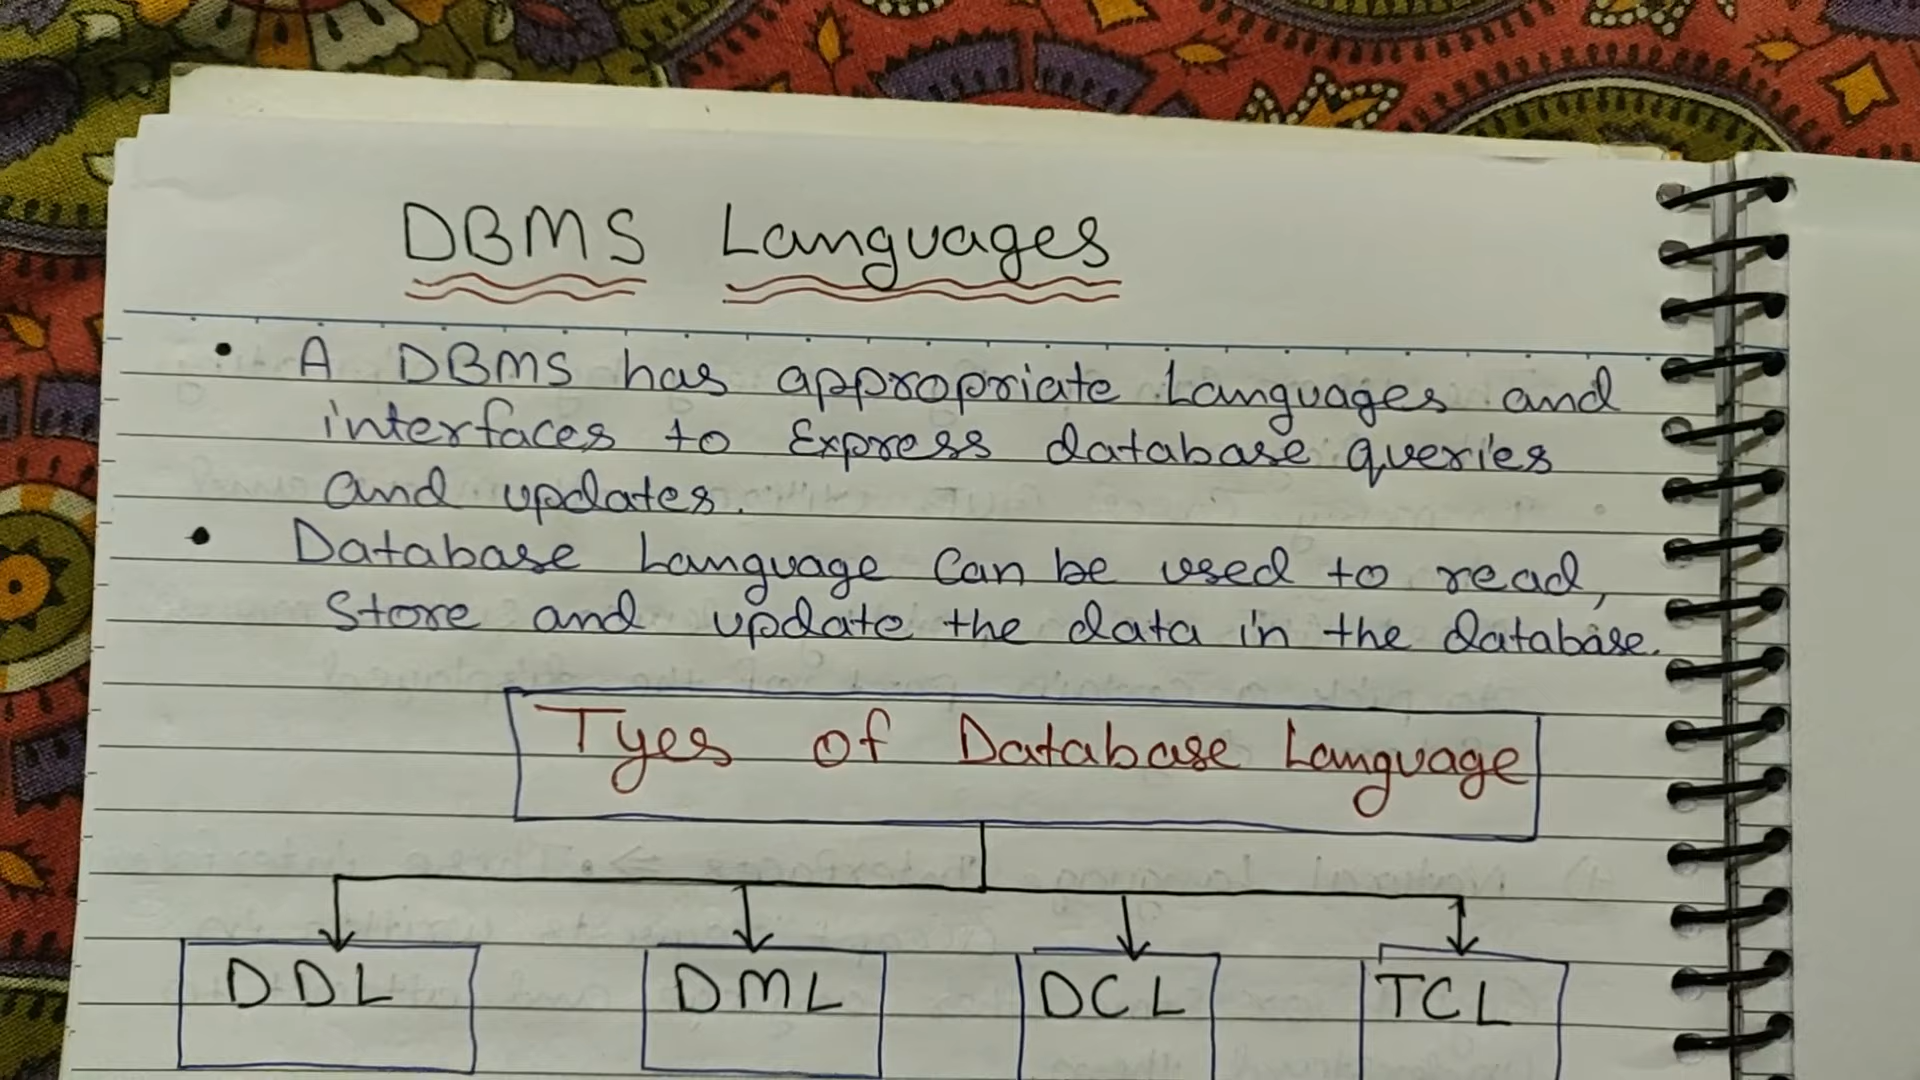 DBMS Languages
• A DBMS has appropriate Languages and
interfaces to Express database queries
and updates.
• Database Language Can be used to read,
Store and update the data in the database.
Tyes of Database Language
DDL DML DCL TCL